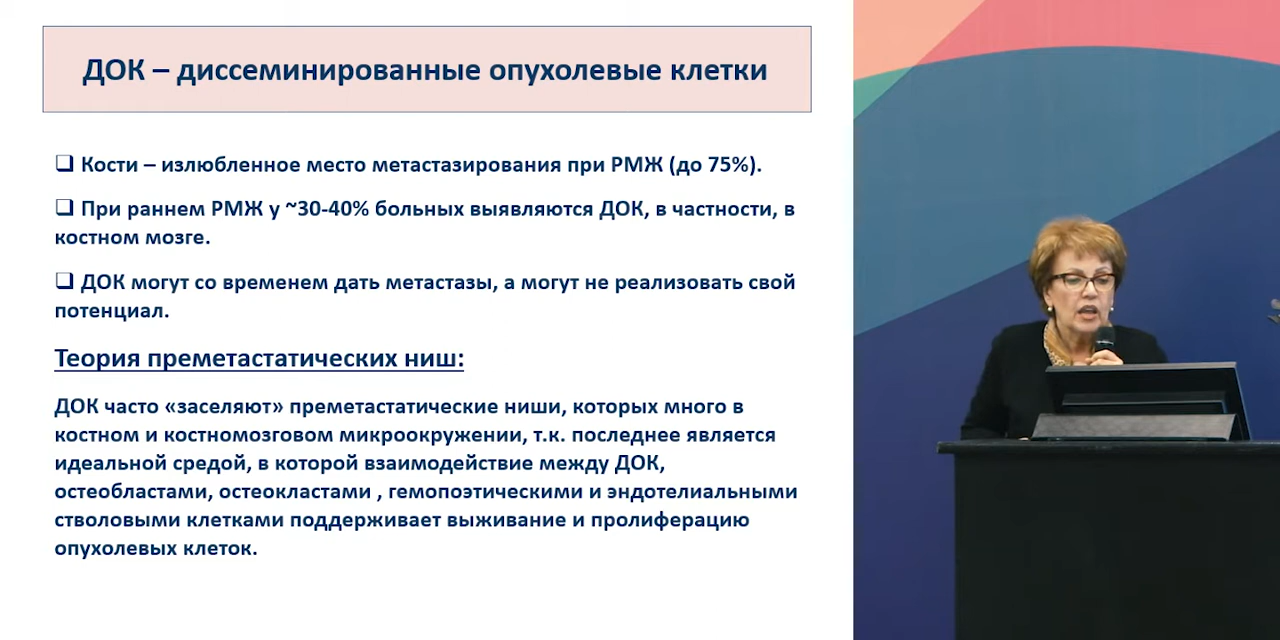 ДОК – диссеминированные опухолевые клетки
❑ Кости – излюбленное место метастазирования при РМЖ (до 75%).
❑ При раннем РМЖ у ~30-40% больных выявляются ДОК, в частности, в
костном мозге.
❑ ДОК могут со временем дать метастазы, а могут не реализовать свой
потенциал.
Теория преметастатических ниш:
ДОК часто «заселяют» преметастатические ниши, которых много в
костном и костномозговом микроокружении, т.к. последнее является
идеальной средой, в которой взаимодействие между ДОК,
остеобластами, остеокластами , гемопоэтическими и эндотелиальными
стволовыми клетками поддерживает выживание и пролиферацию
опухолевых клеток.